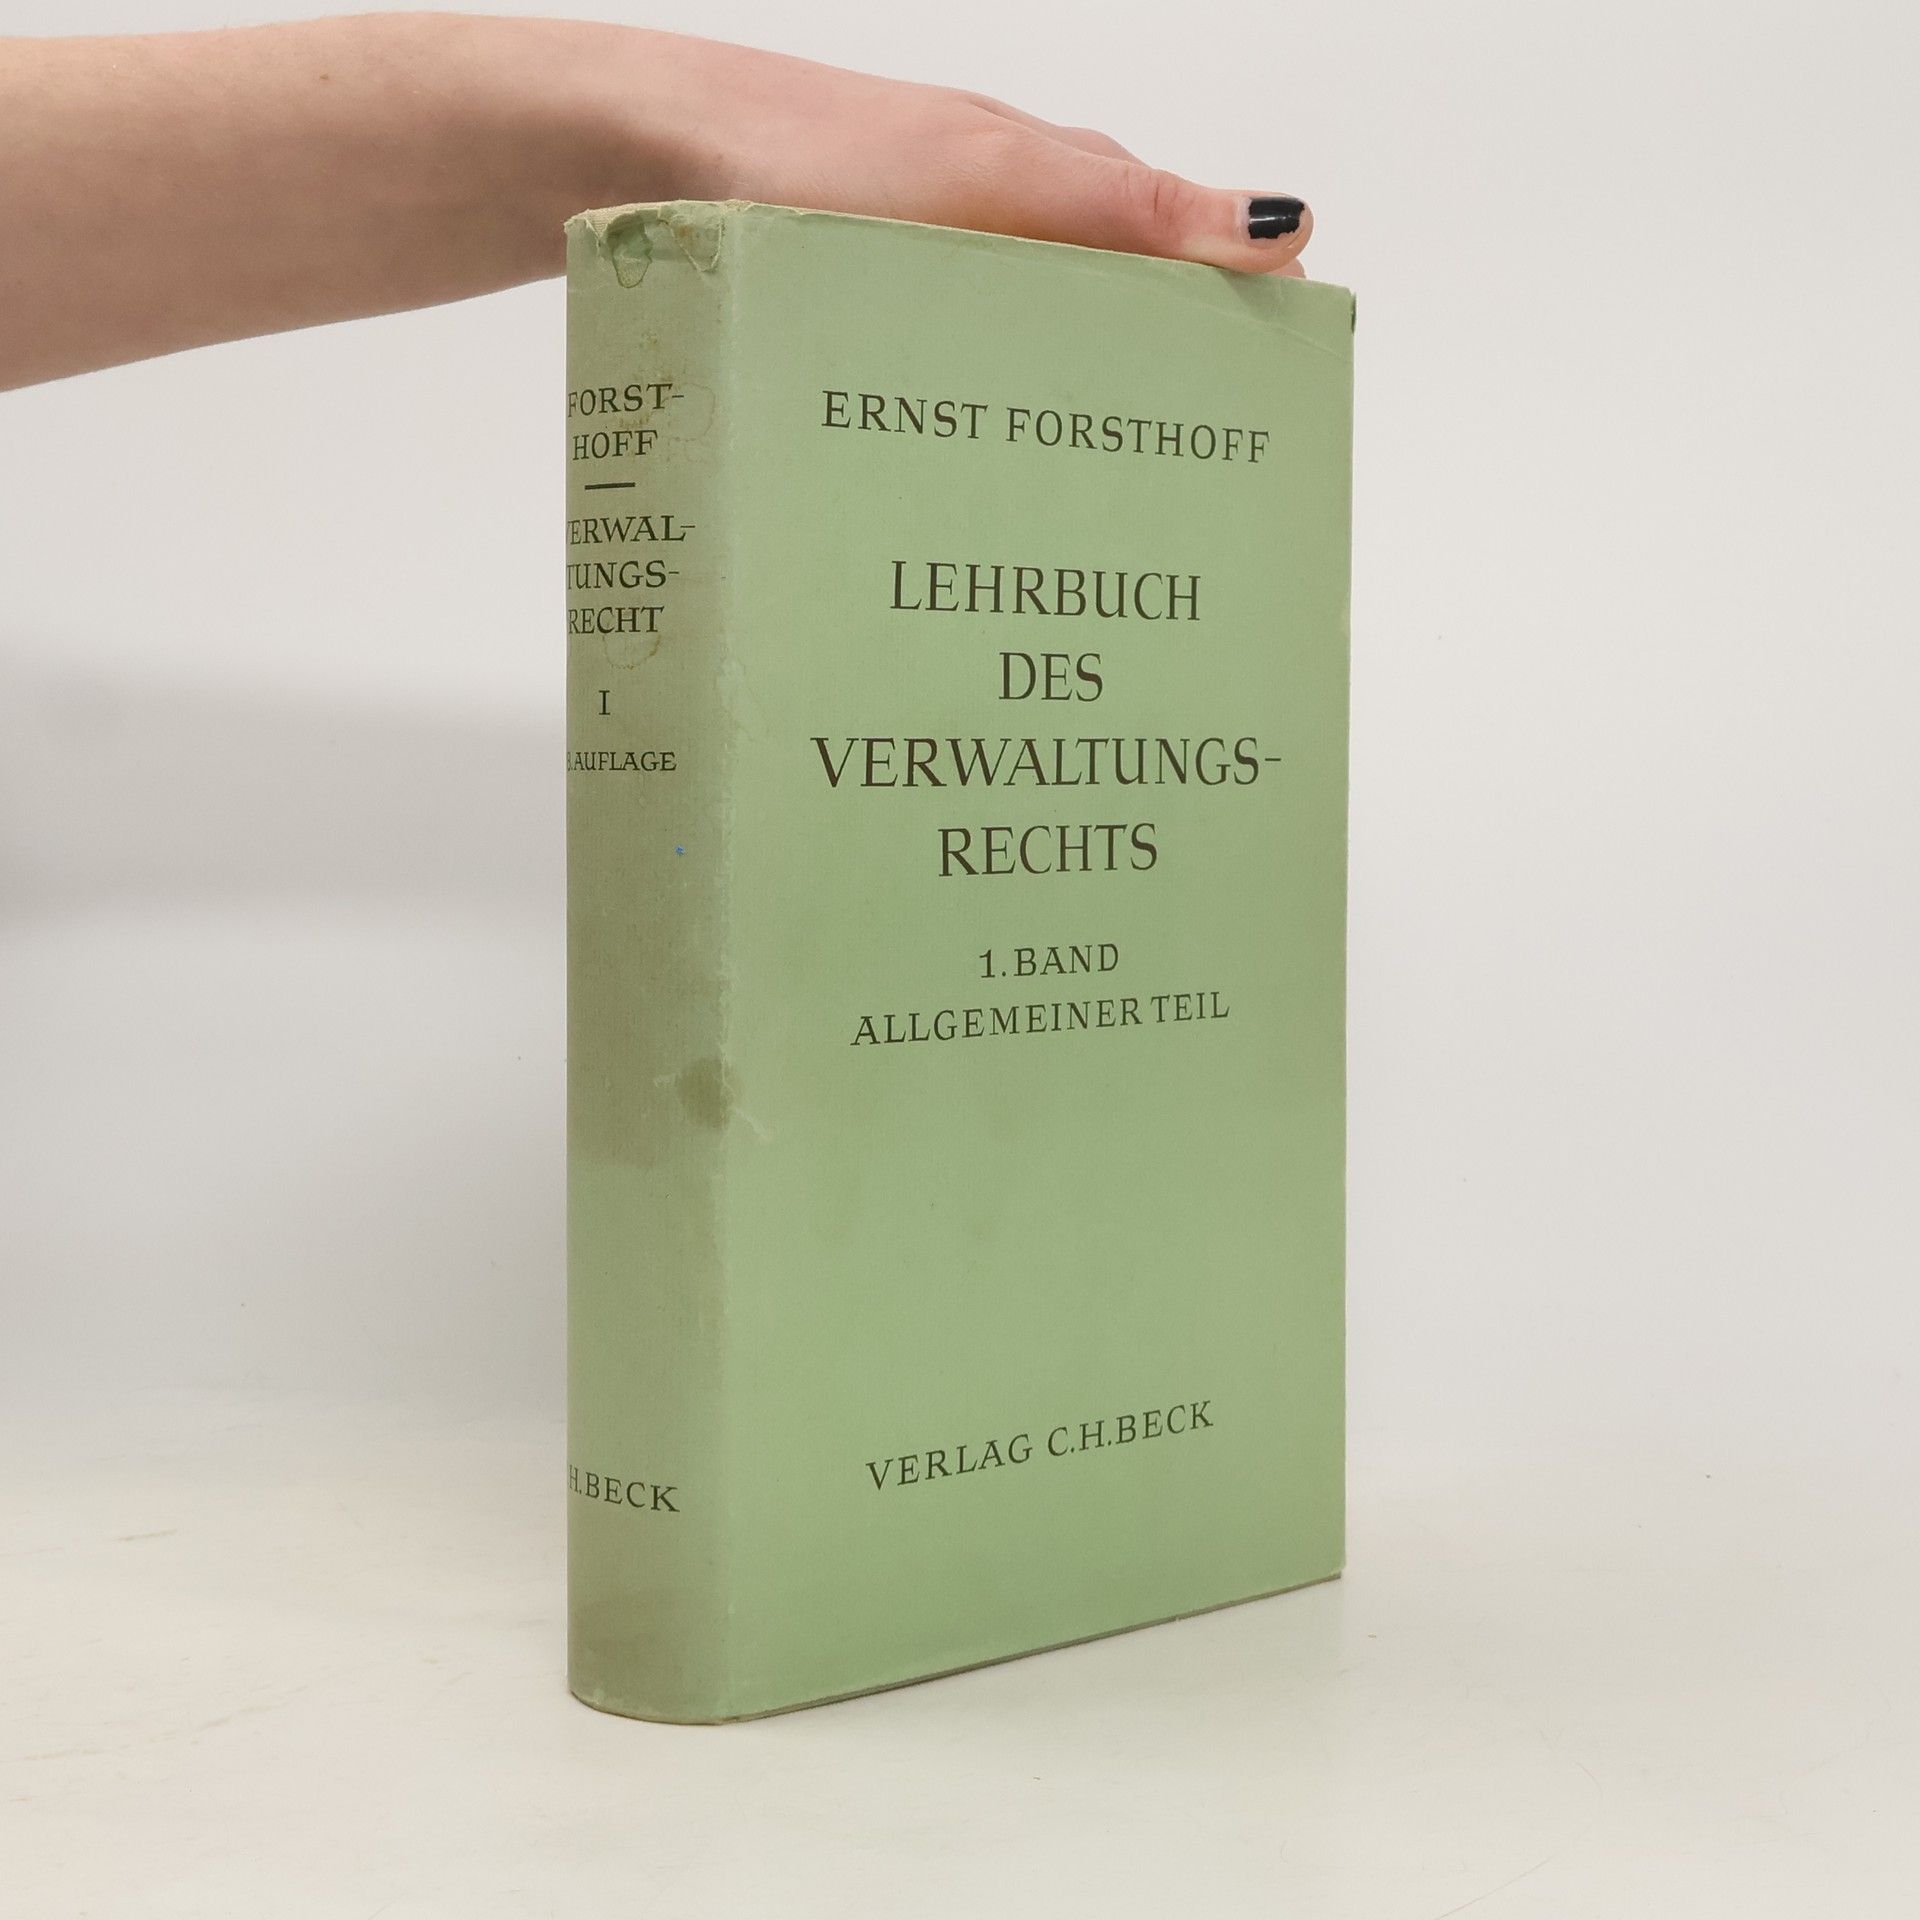 FORST-
HOFF
VERWAL-
TUNGS-
RECHT
I
8. AUFLAGE
H. BECK
ERNST FORSTHOFF
LEHRBUCH
DES
VERWALTUNGS-
RECHTS
1. BAND
ALLGEMEINER TEIL
VERLAG C.H.BECK